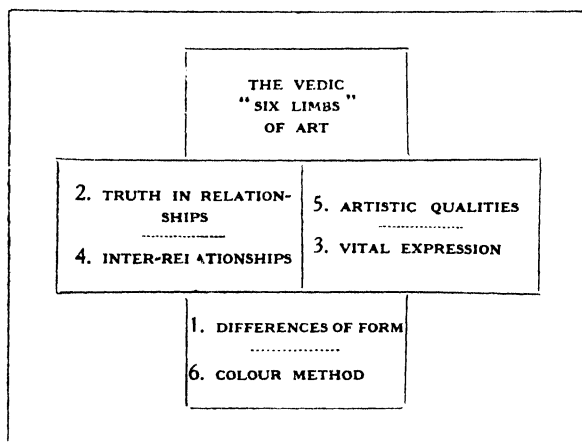 THE VEDIC
"SIX LIMBS"
OF ART
2. TRUTH IN RELATION-
SHIPS
4. INTER-RELATIONSHIPS
5. ARTISTIC QUALITIES
3. VITAL EXPRESSION
1. DIFFERENCES OF FORM
6. COLOUR METHOD